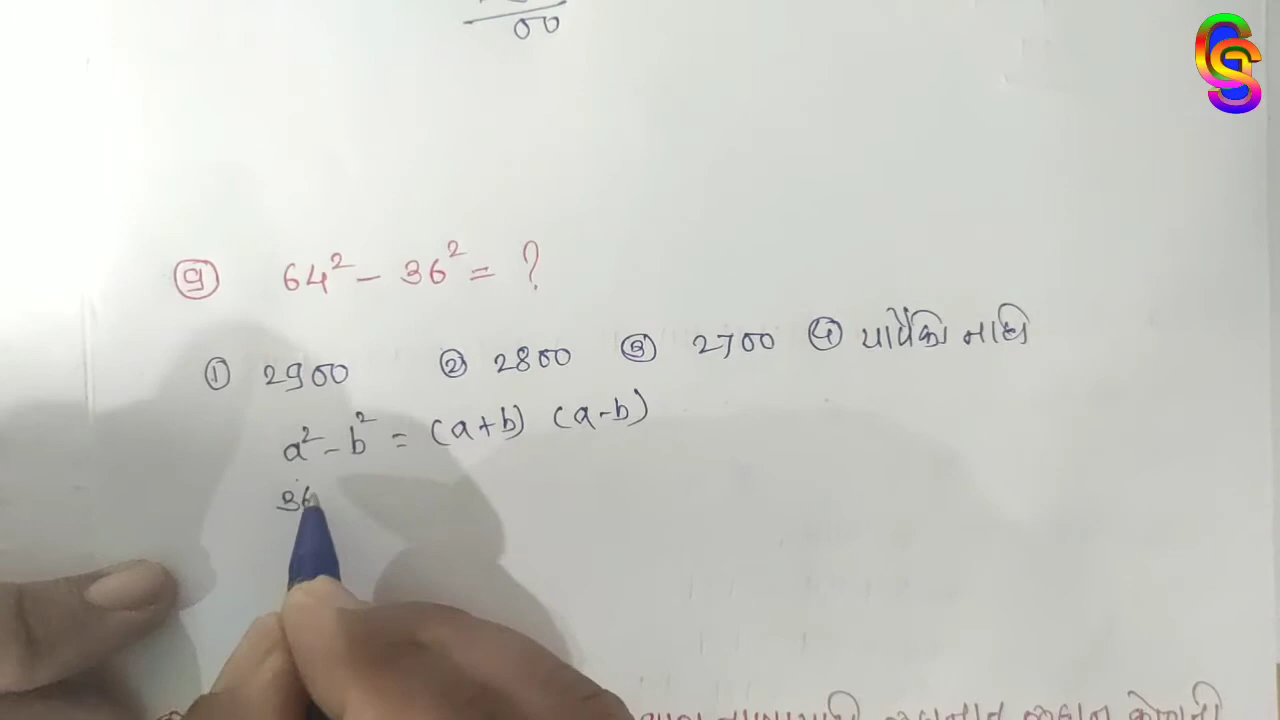 00
9 64² - 36² = ?
① 2900 ② 2800 ③ 2700 ④ यापैकी नाही
a² - b² = (a+b) (a-b)
36